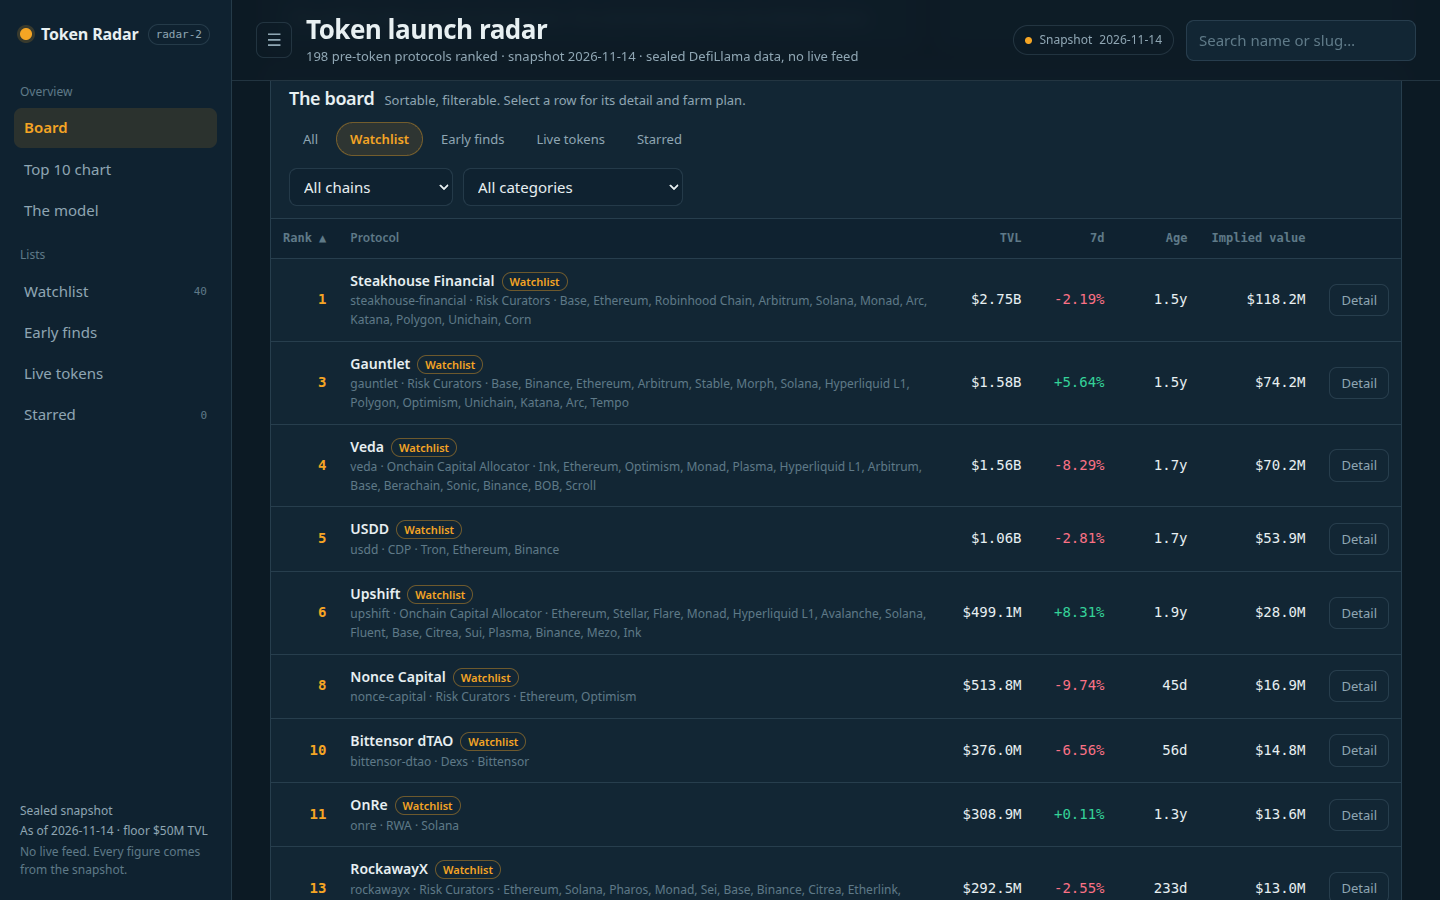 Token Radar radar-2
Overview
Board
Top 10 chart
The model
Lists
Watchlist 40
Early finds
Live tokens
Starred 0
Sealed snapshot
As of 2026-11-14 · floor $50M TVL
No live feed. Every figure comes
from the snapshot.
Token launch radar
198 pre-token protocols ranked · snapshot 2026-11-14 · sealed DefiLlama data, no live feed
Snapshot 2026-11-14
Search name or slug...
The board Sortable, filterable. Select a row for its detail and farm plan.
All Watchlist Early finds Live tokens Starred
All chains All categories
Rank ▲ Protocol TVL 7d Age Implied value
Steakhouse Financial Watchlist
1 steakhouse-financial · Risk Curators · Base, Ethereum, Robinhood Chain, Arbitrum, Solana, Monad, Arc, $2.75B -2.19% 1.5y $118.2M Detail
Katana, Polygon, Unichain, Corn
Gauntlet Watchlist
3 gauntlet · Risk Curators · Base, Binance, Ethereum, Arbitrum, Stable, Morph, Solana, Hyperliquid L1, $1.58B +5.64% 1.5y $74.2M Detail
Polygon, Optimism, Unichain, Katana, Arc, Tempo
Veda Watchlist
4 veda · Onchain Capital Allocator · Ink, Ethereum, Optimism, Monad, Plasma, Hyperliquid L1, Arbitrum, $1.56B -8.29% 1.7y $70.2M Detail
Base, Berachain, Sonic, Binance, BOB, Scroll
USDD Watchlist
5 usdd · CDP · Tron, Ethereum, Binance $1.06B -2.81% 1.7y $53.9M Detail
Upshift Watchlist
6 upshift · Onchain Capital Allocator · Ethereum, Stellar, Flare, Monad, Hyperliquid L1, Avalanche, Solana, $499.1M +8.31% 1.9y $28.0M Detail
Fluent, Base, Citrea, Sui, Plasma, Binance, Mezo, Ink
Nonce Capital Watchlist
8 nonce-capital · Risk Curators · Ethereum, Optimism $513.8M -9.74% 45d $16.9M Detail
Bittensor dTAO Watchlist
10 bittensor-dtao · Dexs · Bittensor $376.0M -6.56% 56d $14.8M Detail
OnRe Watchlist
11 onre · RWA · Solana $308.9M +0.11% 1.3y $13.6M Detail
RockawayX Watchlist
13 rockawayx · Risk Curators · Ethereum, Solana, Pharos, Monad, Sei, Base, Binance, Citrea, Etherlink, $292.5M -2.55% 233d $13.0M Detail